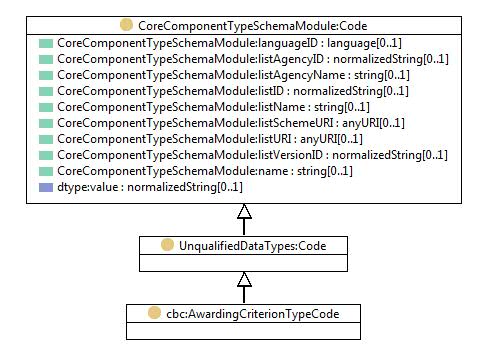 CoreComponentTypeSchemaModule:Code
CoreComponentTypeSchemaModule:languageID : language[0..1]
CoreComponentTypeSchemaModule:listAgencyID : normalizedString[0..1]
CoreComponentTypeSchemaModule:listAgencyName : string[0..1]
CoreComponentTypeSchemaModule:listID : normalizedString[0..1]
CoreComponentTypeSchemaModule:listName : string[0..1]
CoreComponentTypeSchemaModule:listSchemeURI : anyURI[0..1]
CoreComponentTypeSchemaModule:listURI : anyURI[0..1]
CoreComponentTypeSchemaModule:listVersionID : normalizedString[0..1]
CoreComponentTypeSchemaModule:name : string[0..1]
dtype:value : normalizedString[0..1]
UnqualifiedDataTypes:Code
cbc:AwardingCriterionTypeCode